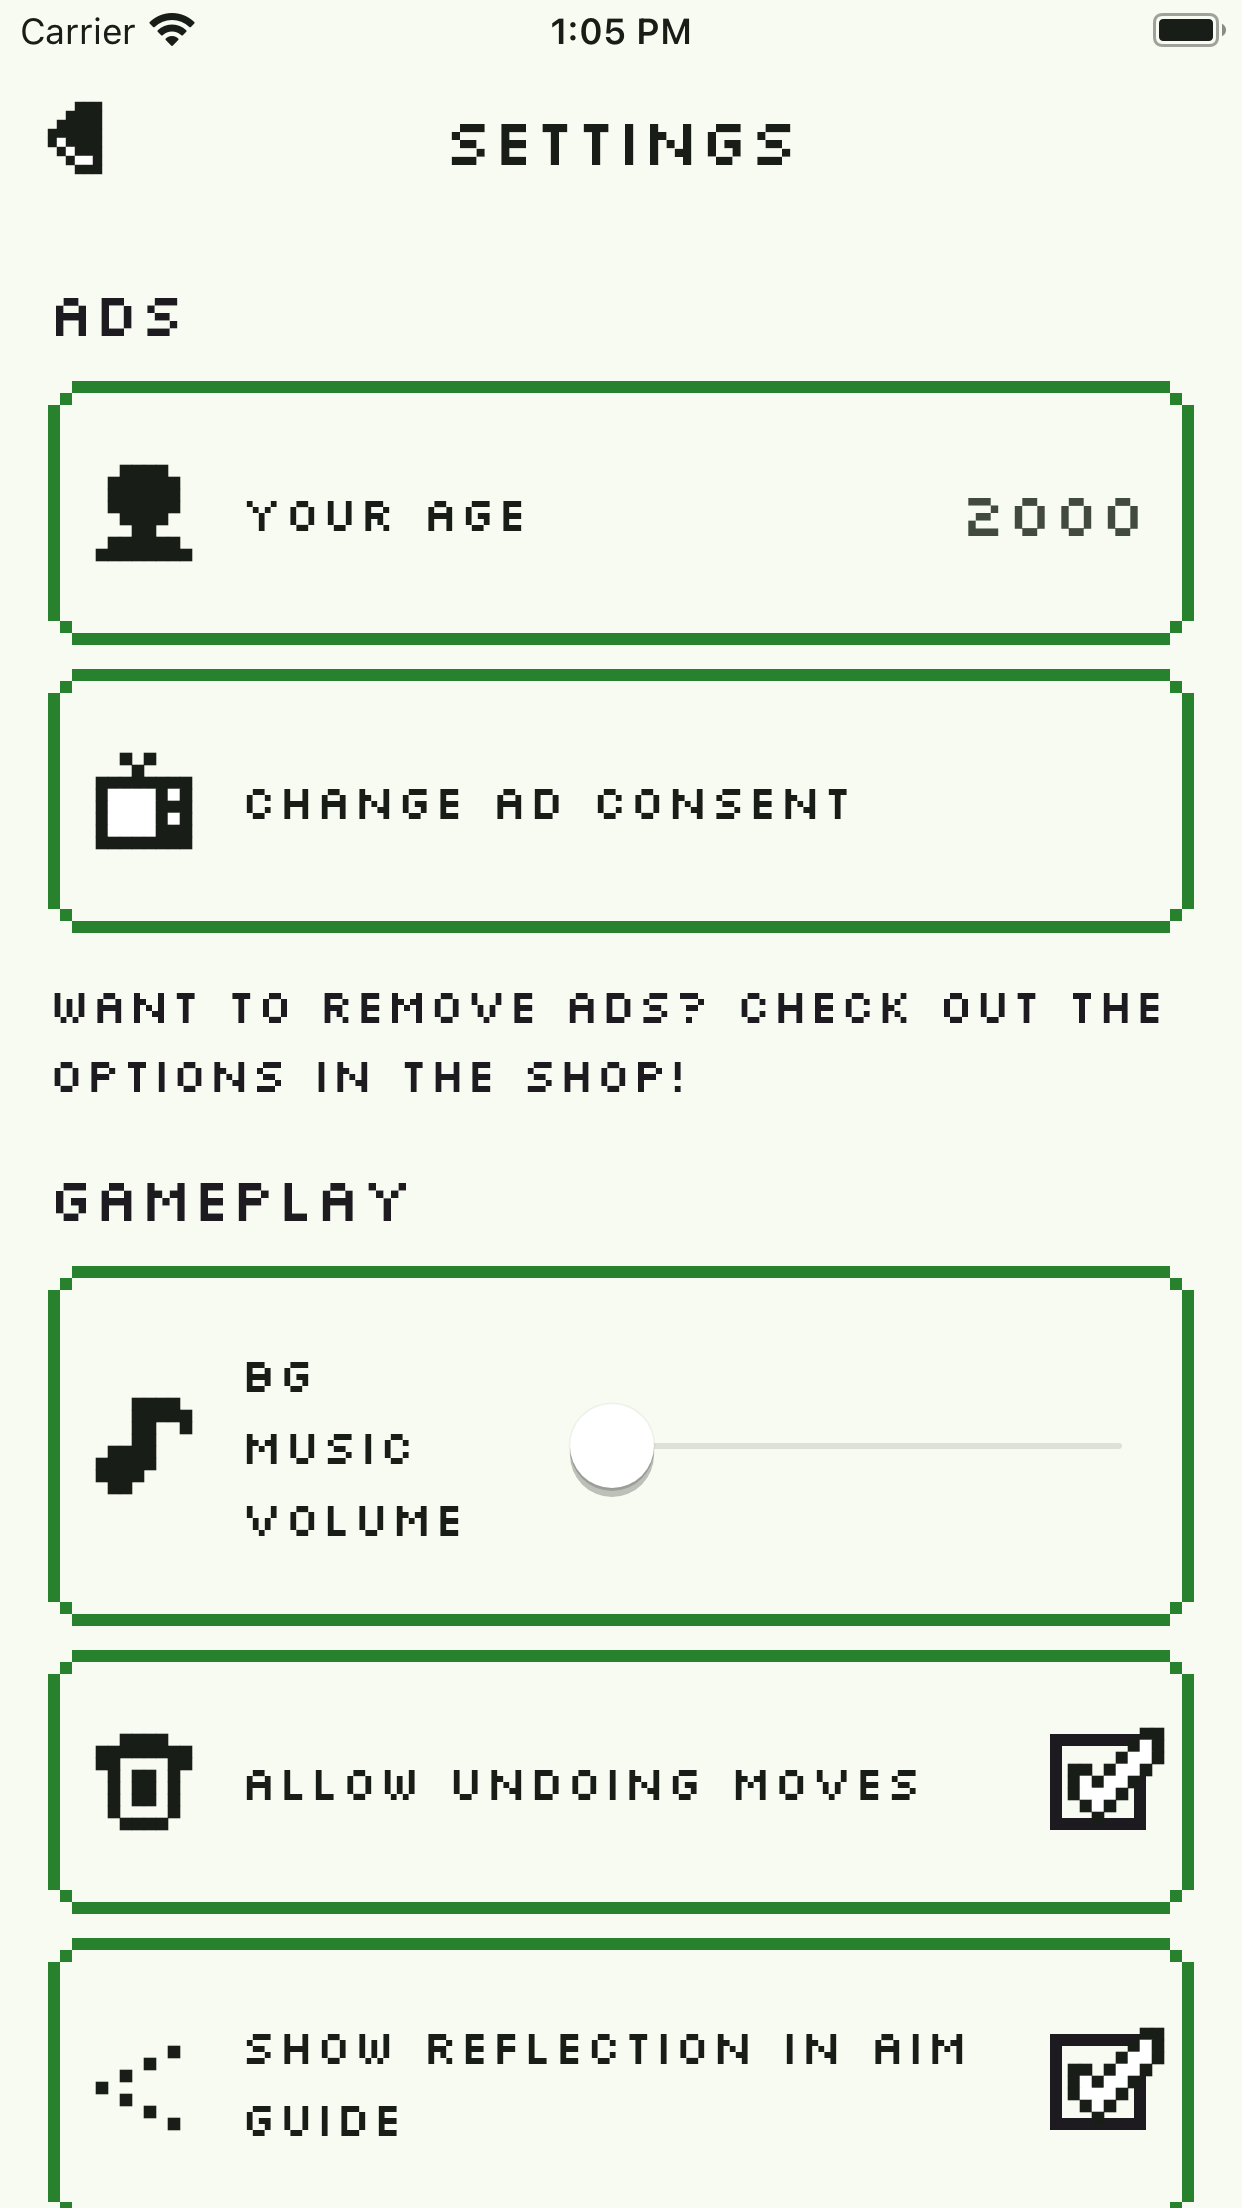 Carrier 1:05 PM
SETTINGS
ADS
YOUR AGE 2000
CHANGE AD CONSENT
WANT TO REMOVE ADS? CHECK OUT THE
OPTIONS IN THE SHOP!
GAMEPLAY
BG
MUSIC
VOLUME
ALLOW UNDOING MOVES
SHOW REFLECTION IN AIM
GUIDE